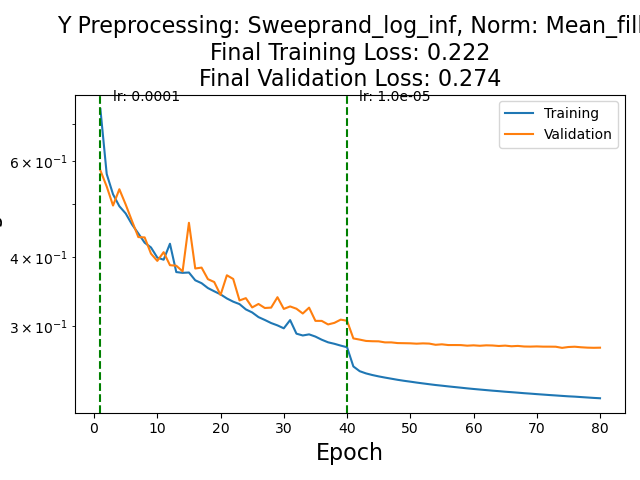 Y Preprocessing: Sweeprand_log_inf, Norm: Mean_fill
Final Training Loss: 0.222
Final Validation Loss: 0.274
lr: 0.0001
lr: 1.0e-05
Training
Validation
6 × 10⁻¹
4 × 10⁻¹
3 × 10⁻¹
0 10 20 30 40 50 60 70 80
Epoch